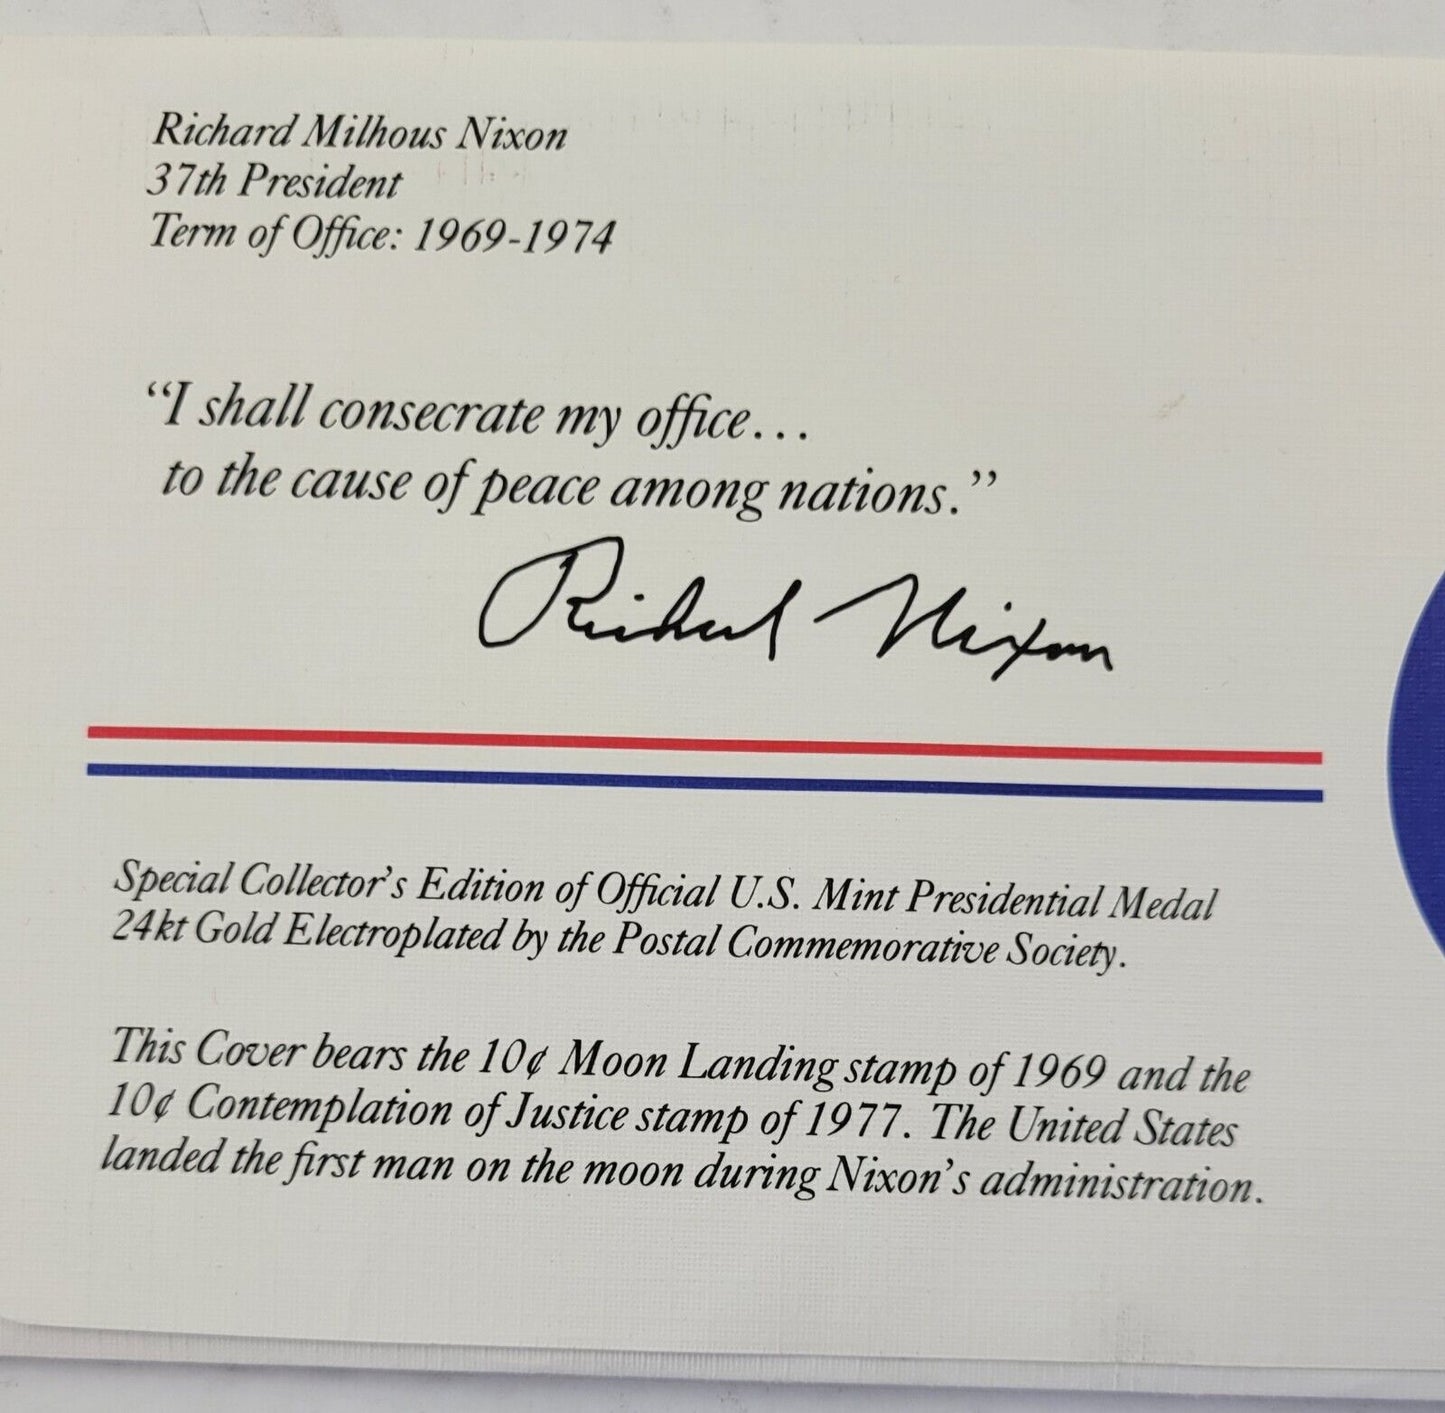 Richard Milhous Nixon
37th President
Term of Office: 1969-1974
“I shall consecrate my office...
to the cause of peace among nations.”
Richard Nixon
Special Collector’s Edition of Official U.S. Mint Presidential Medal
24kt Gold Electroplated by the Postal Commemorative Society.
This Cover bears the 10¢ Moon Landing stamp of 1969 and the
10¢ Contemplation of Justice stamp of 1977. The United States
landed the first man on the moon during Nixon’s administration.